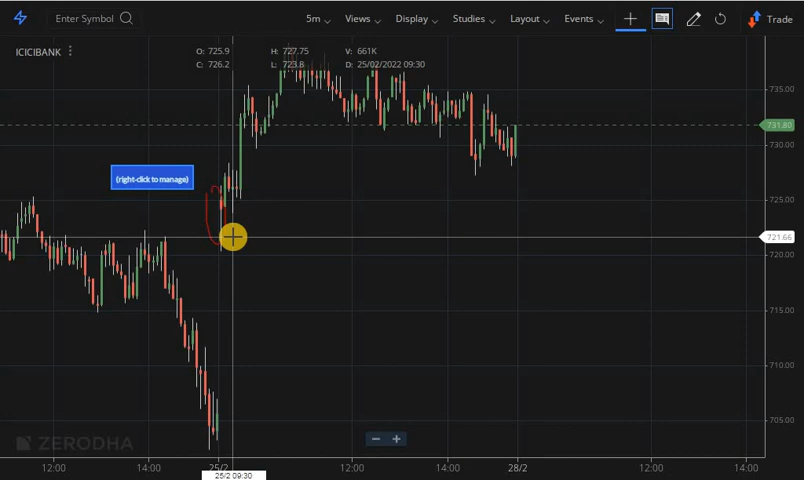 Enter Symbol 5m Views Display Studies Layout Events Trade
ICICIBANK O: 725.9 H: 727.75 V: 661K
C: 726.2 L: 723.8 D: 25/02/2022 09:30
735.00
731.80
730.00
(right-click to manage)
725.00
721.66
720.00
715.00
710.00
705.00
ZERODHA
12:00 14:00 25/2 12:00 14:00 28/2 12:00 14:00
25/2 09:30